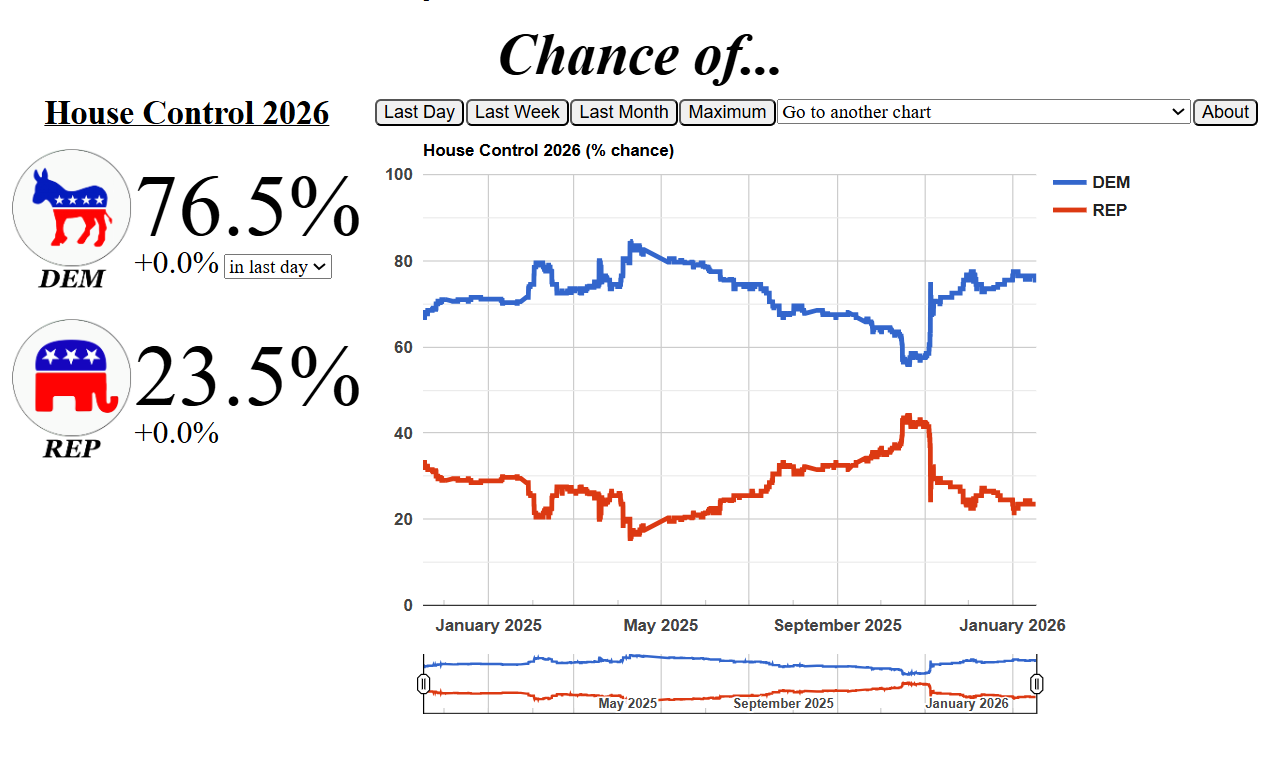 Chance of...
House Control 2026
Last Day Last Week Last Month Maximum Go to another chart About
76.5%
+0.0% in last day
DEM
23.5%
+0.0%
REP
House Control 2026 (% chance)
100
80
60
40
20
0
DEM
REP
January 2025 May 2025 September 2025 January 2026
May 2025 September 2025 January 2026